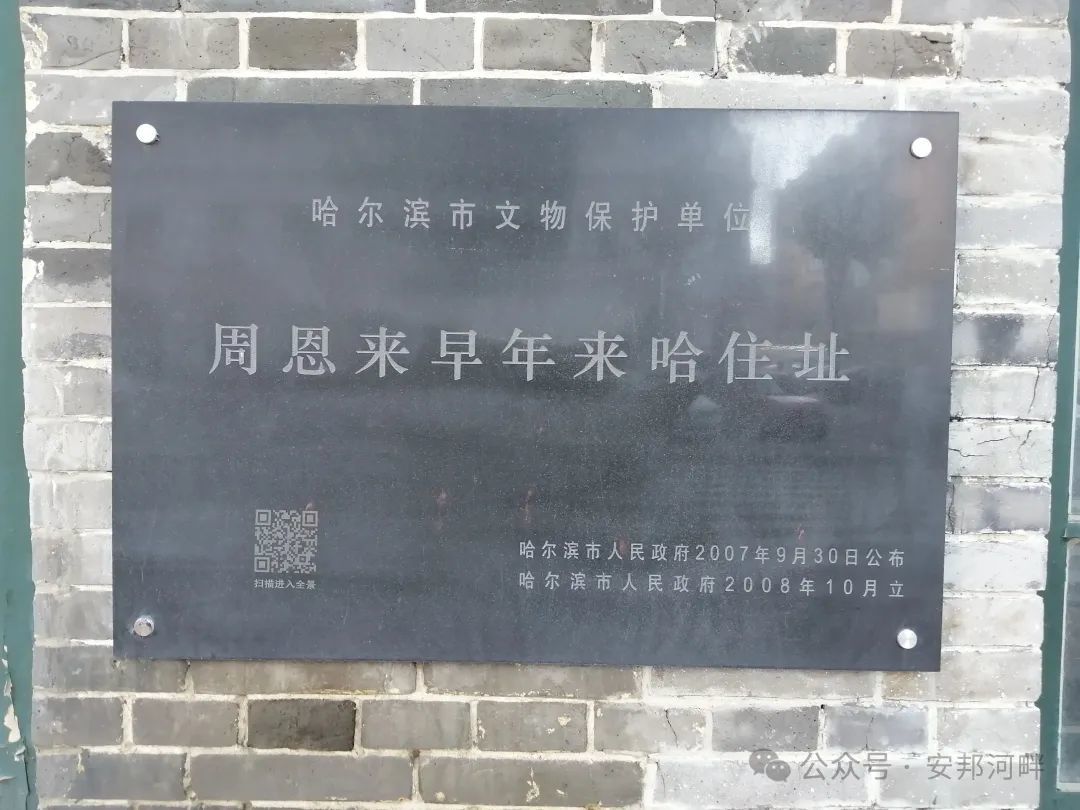 哈尔滨市文物保护单位
周恩来早年来哈住址
扫描进入全景
哈尔滨市人民政府2007年9月30日公布
哈尔滨市人民政府2008年10月立
公众号·安邦河畔